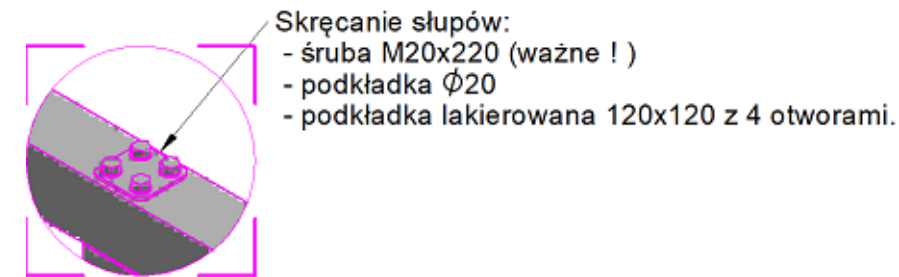 Skręcanie słupów:
- śruba M20x220 (ważne ! )
- podkładka Φ20
- podkładka lakierowana 120x120 z 4 otworami.